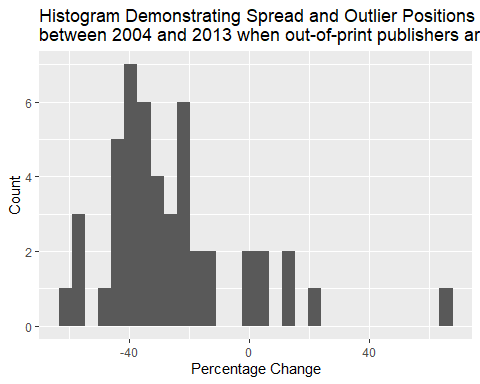 Histogram Demonstrating Spread and Outlier Positions
between 2004 and 2013 when out-of-print publishers
6
4
2
0
Count
-40
0
40
Percentage Change